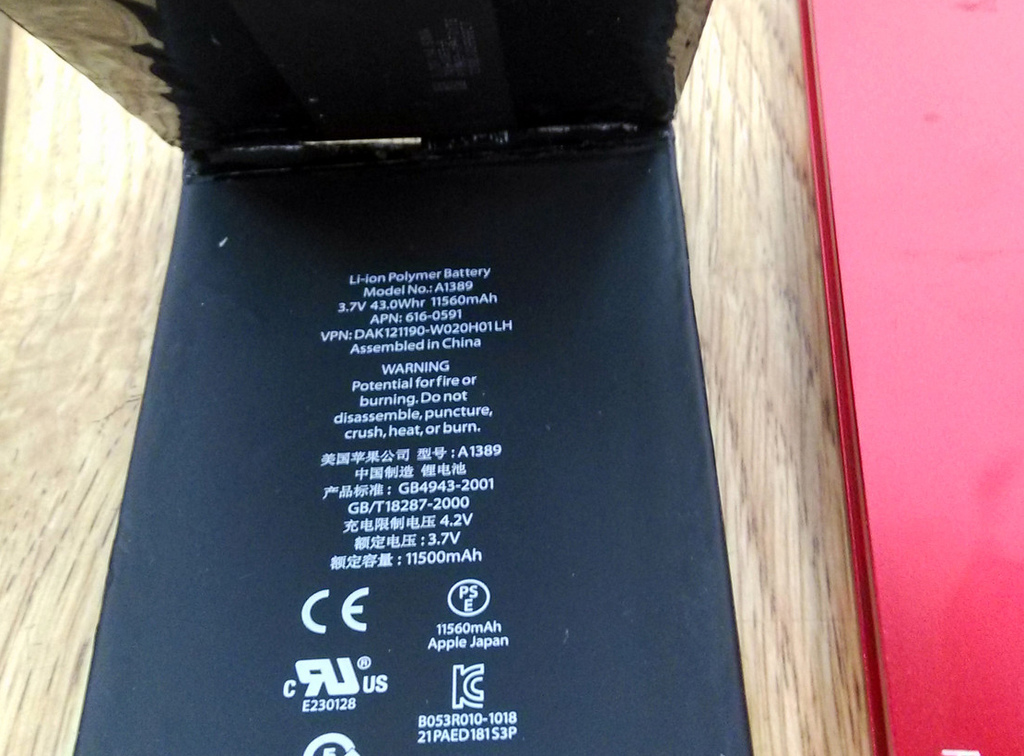 Li-ion Polymer Battery
Model No.: A1389
3.7V 43.0Whr 11560mAh
APN: 616-0591
VPN: DAK121190-W020H01LH
Assembled in China
WARNING
Potential for fire or
burning. Do not
disassemble, puncture,
crush, heat, or burn.
美国苹果公司 型号: A1389
中国制造 锂电池
产品标准: GB4943-2001
GB/T18287-2000
充电限制电压 4.2V
额定电压: 3.7V
额定容量: 11500mAh
CE
PS
E
11560mAh
Apple Japan
c RU ® US
E230128
KC
B053R010-1018
21PAED181S3P